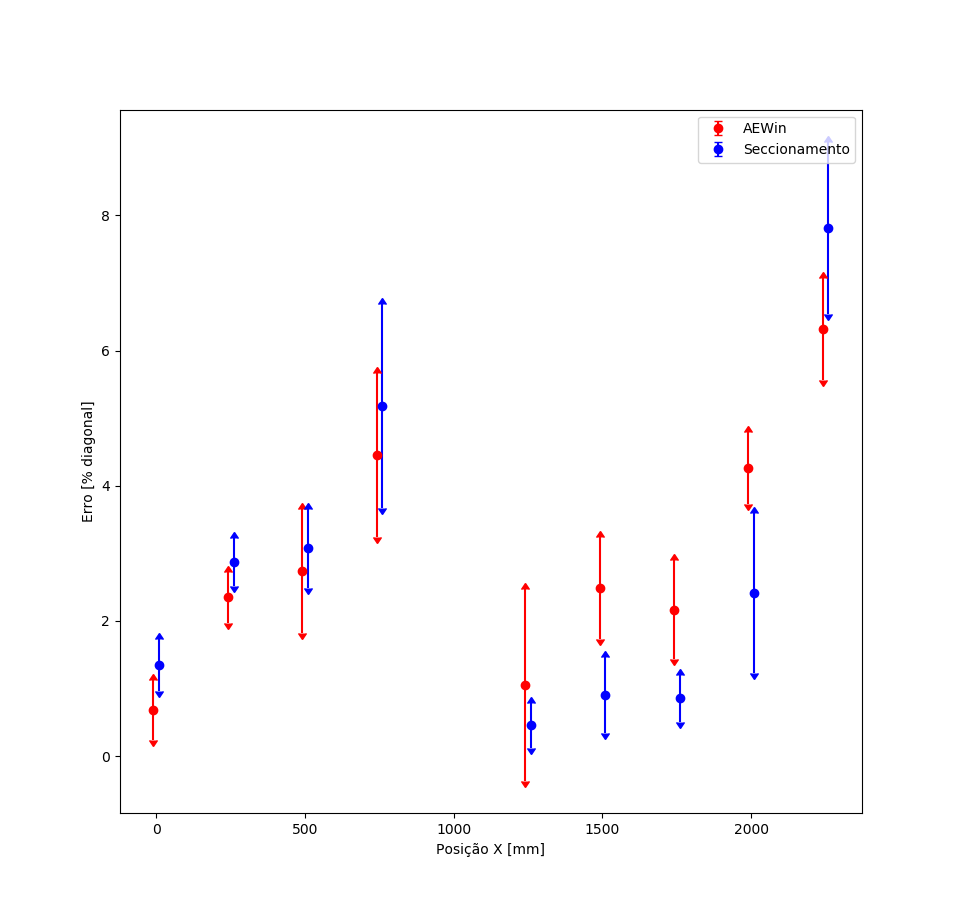 AEWin
Seccionamento
8
6
4
2
0
Erro [% diagonal]
0 500 1000 1500 2000
Posição X [mm]